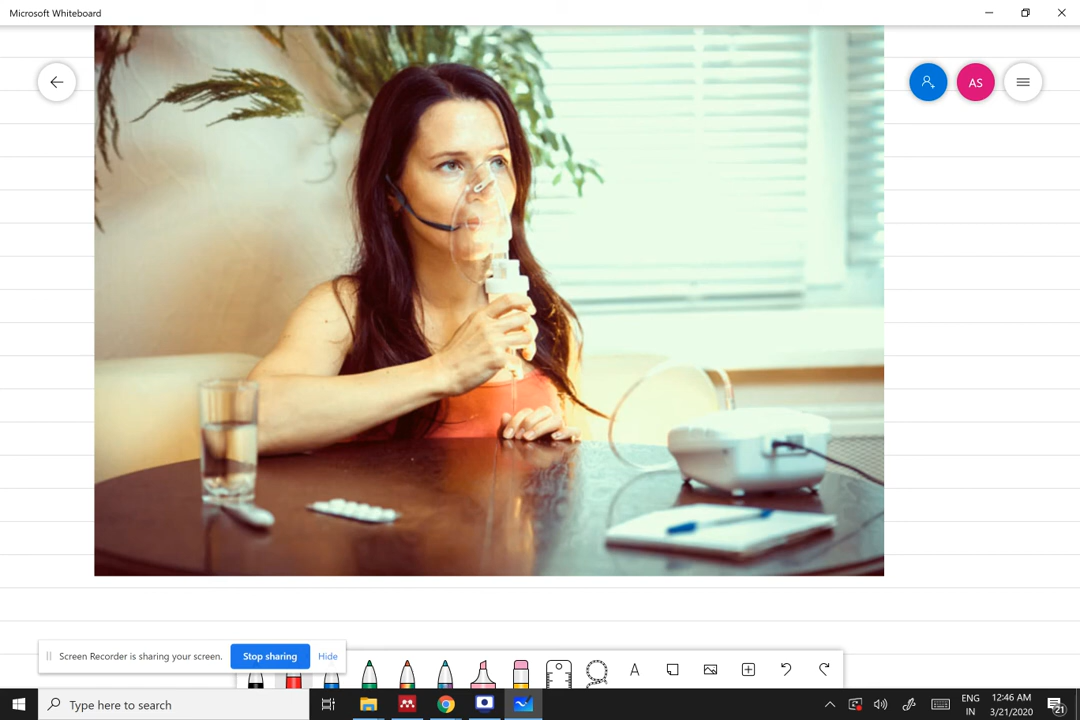 Microsoft Whiteboard
AS
Screen Recorder is sharing your screen.
Stop sharing
Hide
A
Type here to search
ENG
IN
12:46 AM
3/21/2020
21